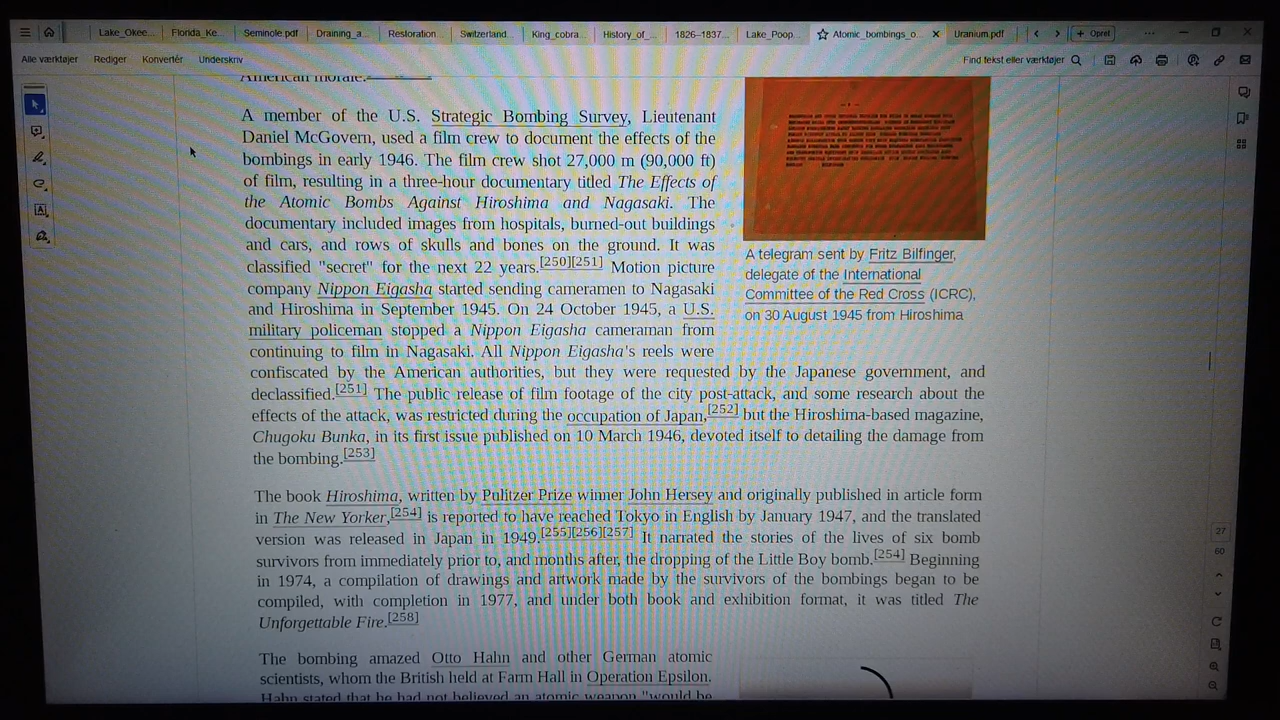 Lake_Okee...
Florida_Ke...
Seminole.pdf
Draining_a...
Restoration...
Switzerland...
King_cobra...
History_of_...
1826–1837...
Lake_Poop...
Atomic_bombings_o...
Uranium.pdf
+ Opret
Alle værktøjer
Rediger
Konvertér
Underskriv
Find tekst eller værktøjer
American morale.
A member of the U.S. Strategic Bombing Survey, Lieutenant
Daniel McGovern, used a film crew to document the effects of the
bombings in early 1946. The film crew shot 27,000 m (90,000 ft)
of film, resulting in a three-hour documentary titled The Effects of
the Atomic Bombs Against Hiroshima and Nagasaki. The
documentary included images from hospitals, burned-out buildings
and cars, and rows of skulls and bones on the ground. It was
classified "secret" for the next 22 years.[250][251] Motion picture
company Nippon Eigasha started sending cameramen to Nagasaki
and Hiroshima in September 1945. On 24 October 1945, a U.S.
military policeman stopped a Nippon Eigasha cameraman from
continuing to film in Nagasaki. All Nippon Eigasha's reels were
confiscated by the American authorities, but they were requested by the Japanese government, and
declassified.[251] The public release of film footage of the city post-attack, and some research about the
effects of the attack, was restricted during the occupation of Japan,[252] but the Hiroshima-based magazine,
Chugoku Bunka, in its first issue published on 10 March 1946, devoted itself to detailing the damage from
the bombing.[253]
A telegram sent by Fritz Bilfinger,
delegate of the International
Committee of the Red Cross (ICRC),
on 30 August 1945 from Hiroshima
The book Hiroshima, written by Pulitzer Prize winner John Hersey and originally published in article form
in The New Yorker,[254] is reported to have reached Tokyo in English by January 1947, and the translated
version was released in Japan in 1949.[255][256][257] It narrated the stories of the lives of six bomb
survivors from immediately prior to, and months after, the dropping of the Little Boy bomb.[254] Beginning
in 1974, a compilation of drawings and artwork made by the survivors of the bombings began to be
compiled, with completion in 1977, and under both book and exhibition format, it was titled The
Unforgettable Fire.[258]
The bombing amazed Otto Hahn and other German atomic
scientists, whom the British held at Farm Hall in Operation Epsilon.
Hahn stated that he had not believed an atomic weapon "would be
27
60